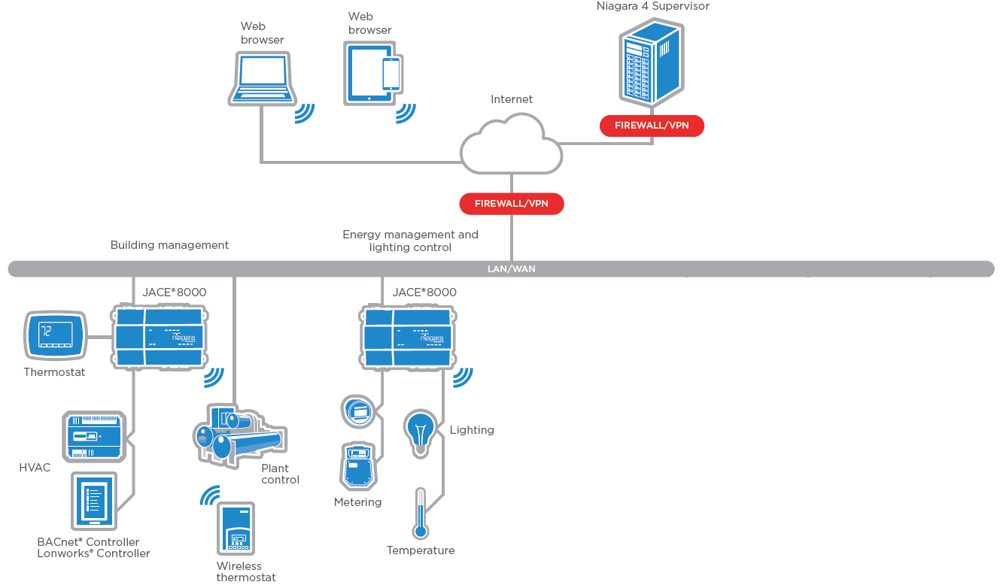 Niagara 4 Supervisor
Web
browser
Web
browser
Internet
FIREWALL/VPN
FIREWALL/VPN
Building management
Energy management and
lighting control
LAN/WAN
JACE® 8000
JACE® 8000
72
niagara
niagara
Thermostat
HVAC
Lighting
Plant
control
Metering
BACnet® Controller
Lonworks® Controller
Temperature
Wireless
thermostat